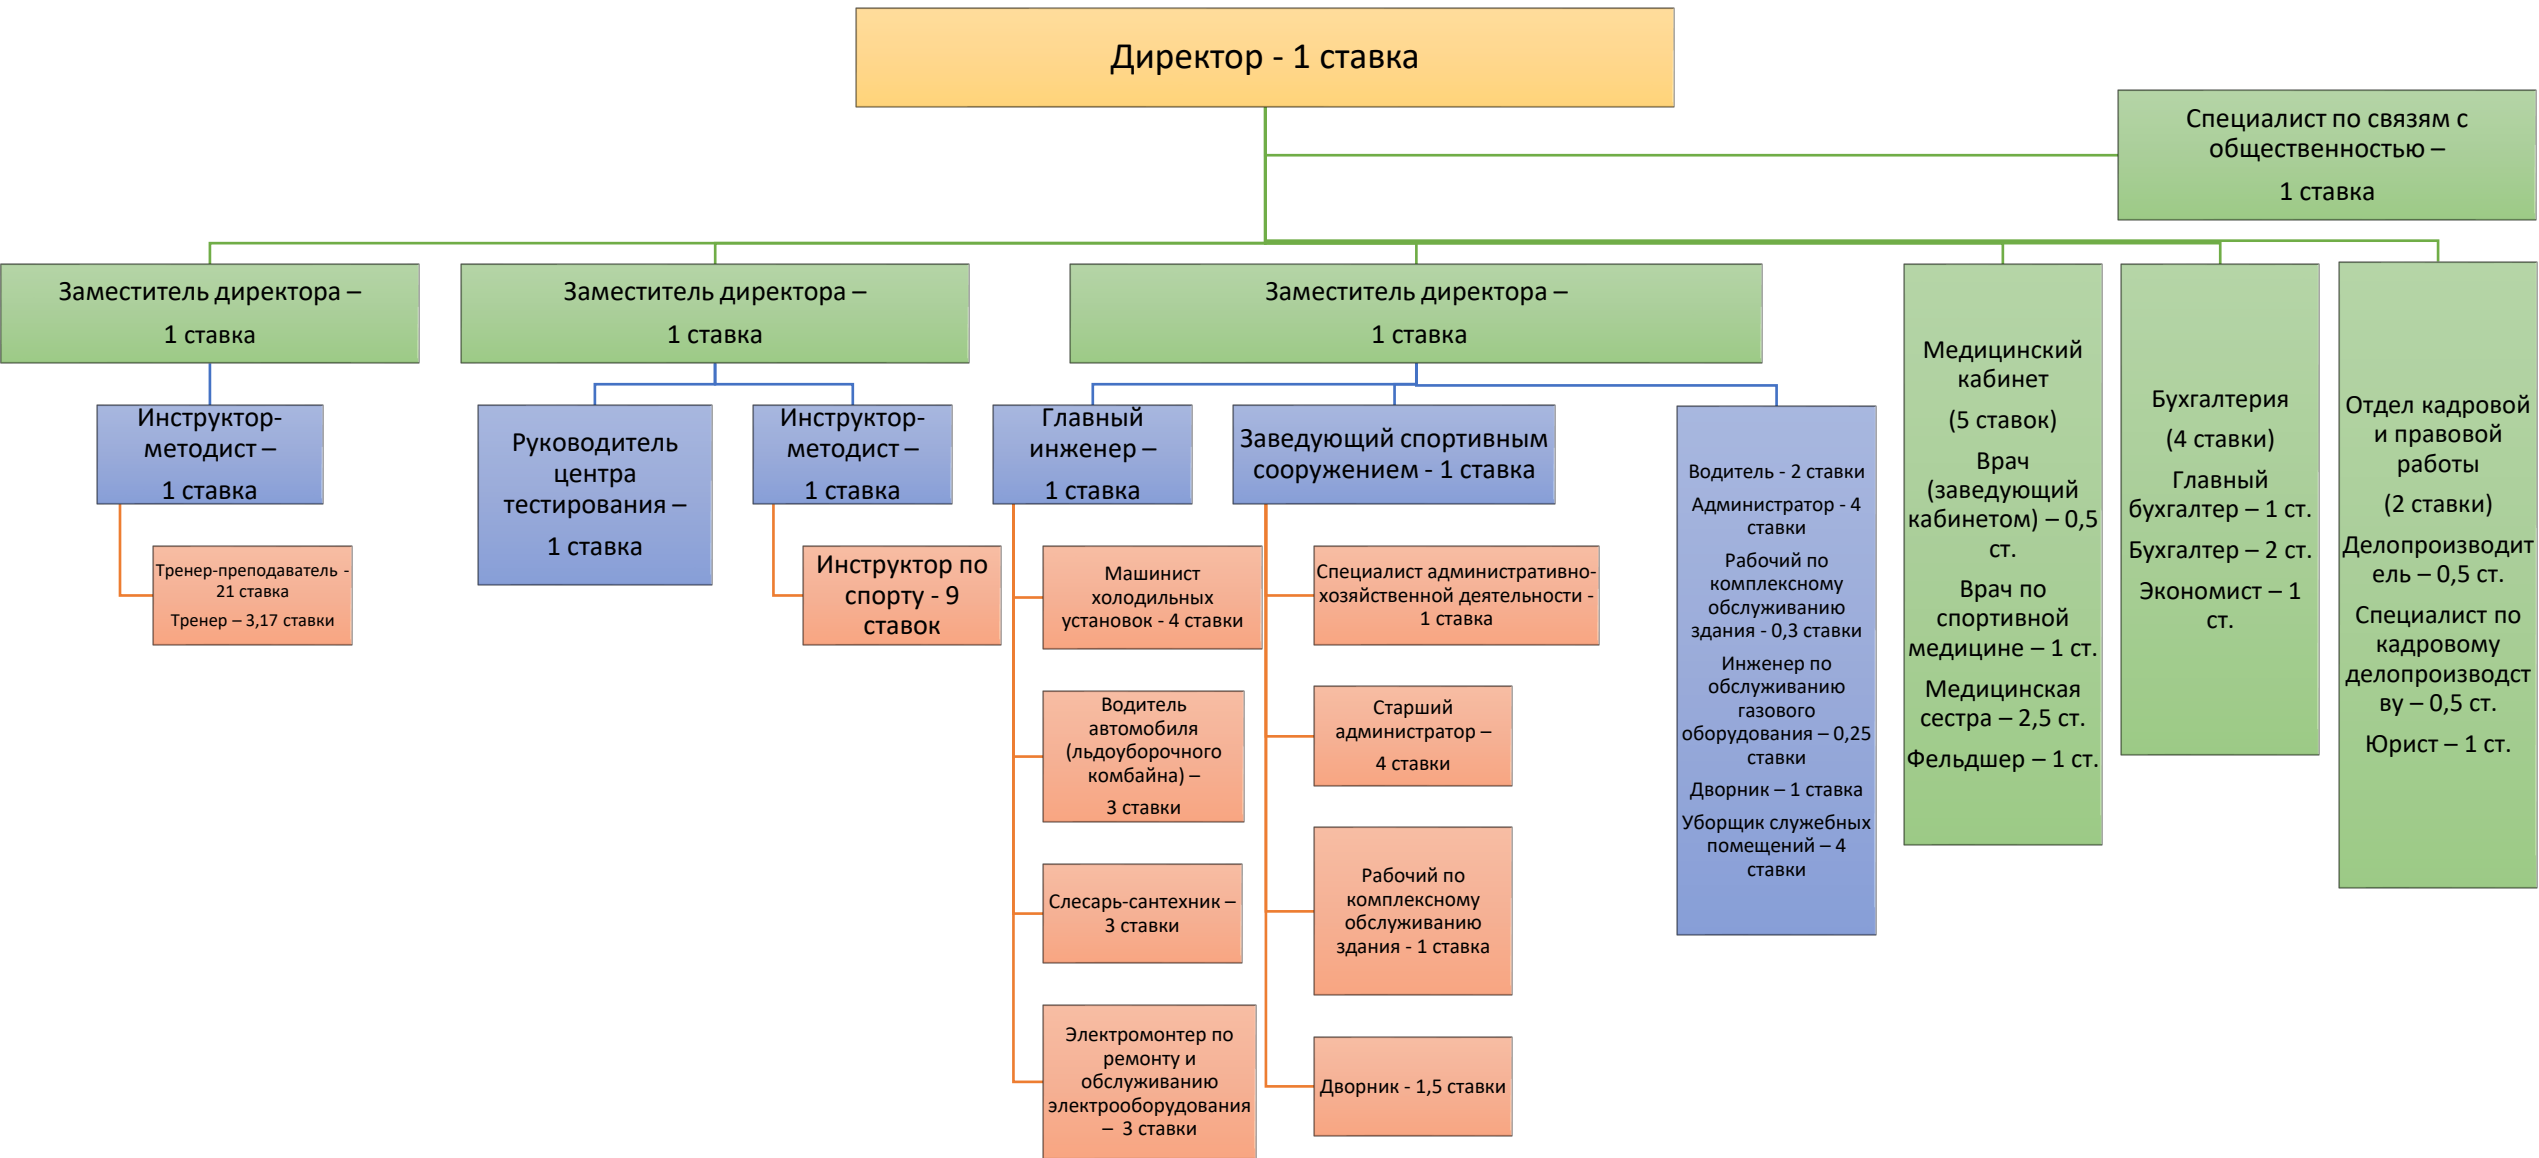 Директор - 1 ставка
Специалист по связям с
общественностью –
1 ставка
Заместитель директора –
1 ставка
Заместитель директора –
1 ставка
Заместитель директора –
1 ставка
Инструктор-
методист –
1 ставка
Тренер-преподаватель -
21 ставка
Тренер – 3,17 ставки
Руководитель
центра
тестирования –
1 ставка
Инструктор-
методист –
1 ставка
Инструктор по
спорту - 9
ставок
Главный
инженер –
1 ставка
Машинист
холодильных
установок - 4 ставки
Водитель
автомобиля
(льдоуборочного
комбайна) –
3 ставки
Слесарь-сантехник –
3 ставки
Электромонтер по
ремонту и
обслуживанию
электрооборудования
– 3 ставки
Заведующий спортивным
сооружением - 1 ставка
Специалист административно-
хозяйственной деятельности -
1 ставка
Старший
администратор –
4 ставки
Рабочий по
комплексному
обслуживанию
здания - 1 ставка
Дворник - 1,5 ставки
Водитель - 2 ставки
Администратор - 4
ставки
Рабочий по
комплексному
обслуживанию
здания - 0,3 ставки
Инженер по
обслуживанию
газового
оборудования – 0,25
ставки
Дворник – 1 ставка
Уборщик служебных
помещений – 4
ставки
Медицинский
кабинет
(5 ставок)
Врач
(заведующий
кабинетом) – 0,5
ст.
Врач по
спортивной
медицине – 1 ст.
Медицинская
сестра – 2,5 ст.
Фельдшер – 1 ст.
Бухгалтерия
(4 ставки)
Главный
бухгалтер – 1 ст.
Бухгалтер – 2 ст.
Экономист – 1
ст.
Отдел кадровой
и правовой
работы
(2 ставки)
Делопроизводит
ель – 0,5 ст.
Специалист по
кадровому
делопроизводст
ву – 0,5 ст.
Юрист – 1 ст.